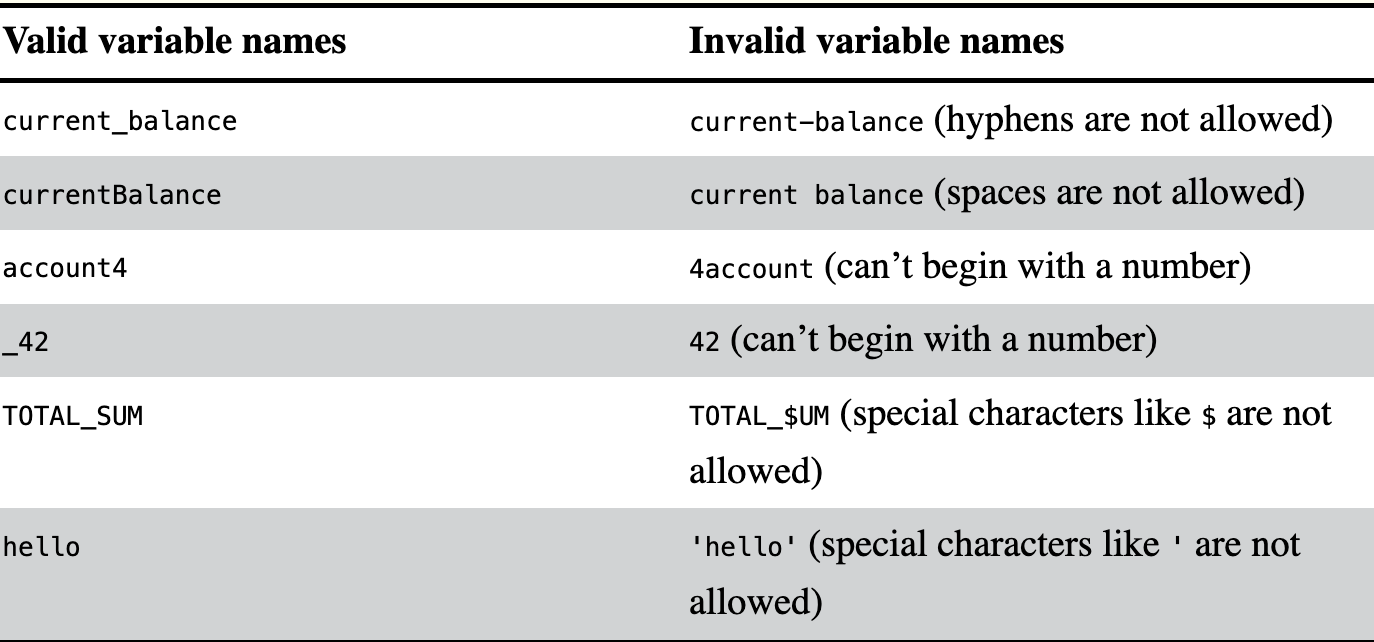 Valid variable names Invalid variable names
current_balance current-balance (hyphens are not allowed)
currentBalance current balance (spaces are not allowed)
account4 4account (can’t begin with a number)
_42 42 (can’t begin with a number)
TOTAL_SUM TOTAL_$UM (special characters like $ are not
allowed)
hello 'hello' (special characters like ' are not
allowed)